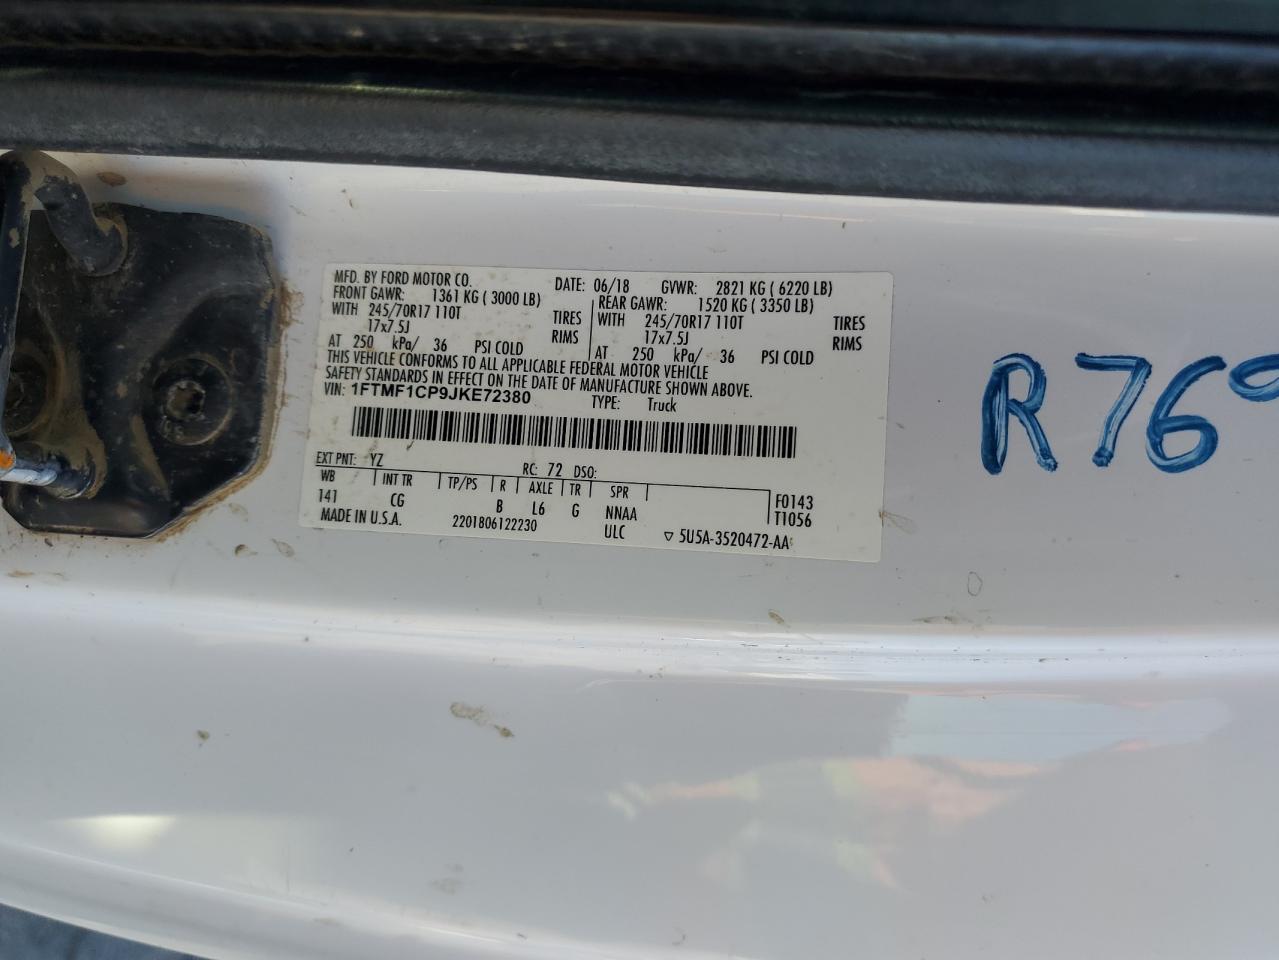 MFD. BY FORD MOTOR CO. DATE: 06/18 GVWR: 2821 KG ( 6220 LB)
FRONT GAWR: 1361 KG ( 3000 LB) REAR GAWR: 1520 KG ( 3350 LB)
WITH 245/70R17 110T TIRES WITH 245/70R17 110T TIRES
17x7.5J RIMS 17x7.5J RIMS
AT 250 kPa/ 36 PSI COLD AT 250 kPa/ 36 PSI COLD
THIS VEHICLE CONFORMS TO ALL APPLICABLE FEDERAL MOTOR VEHICLE
SAFETY STANDARDS IN EFFECT ON THE DATE OF MANUFACTURE SHOWN ABOVE.
VIN: 1FTMF1CP9JKE72380 TYPE: Truck
EXT PNT: YZ RC: 72 DSO:
WB INT TR TP/PS R AXLE TR SPR
141 CG B L6 G NNAA F0143
T1056
MADE IN U.S.A. 2201806122230 ULC ▽ 5U5A-3520472-AA
R76